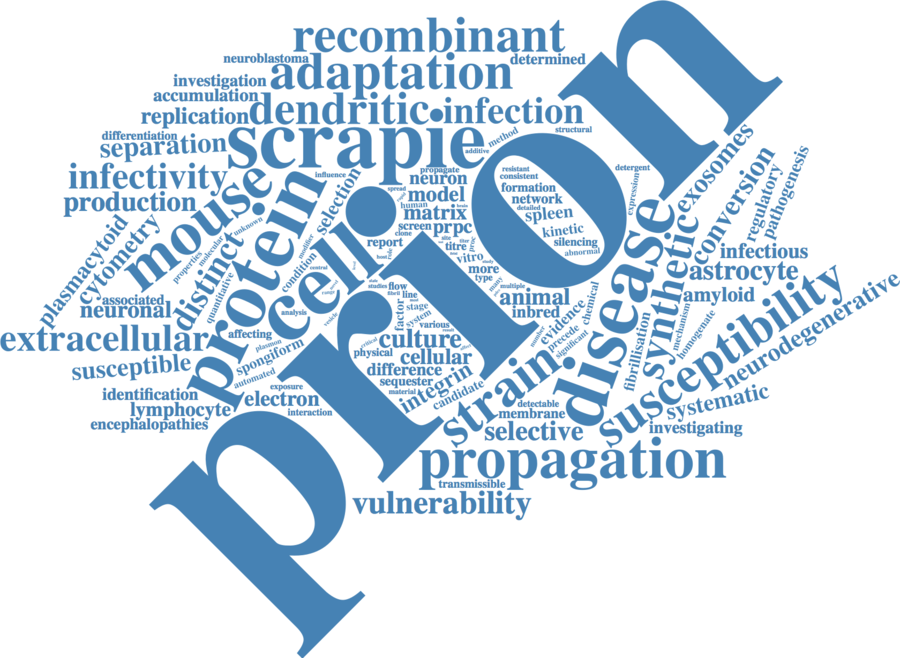 prion
recombinant
neuroblastoma
adaptation
determined
investigation
accumulation
dendritic
infection
replication
scrapie
differentiation
separation
method
structural
additive
infectivity
production
mouse
influence
protein
selection
cell
spread
propagate
neuron
model
human
matrix
screen
prpc
clone
report
titre
vitro
more
type
resistant
consistent
formation
network
detailed
spleen
kinetic
silencing
abnormal
detergent
expression
exosomes
conversion
regulatory
pathogenesis
plasmacytoid
cytometry
properties
molecular
unknown
distinct
quantitative
condition
modifier
control
host
associated
neuronal
extracellular
susceptible
affecting
analysis
plasmon
spongiform
automated
exposure
electron
interaction
identification
lymphocyte
encephalopathies
studies
flow
line
factor
stage
system
various
culture
critical
physical
cellular
difference
sequester
material
integrin
candidate
multiple
many
animal
inbred
evidence
chemical
number
precede
significant
strain
disease
synthetic
fibrillisation
mechanism
homogenate
infectious
astrocyte
amyloid
susceptibility
neurodegenerative
systematic
investigating
detectable
membrane
selective
propagation
transmissible
vulnerability